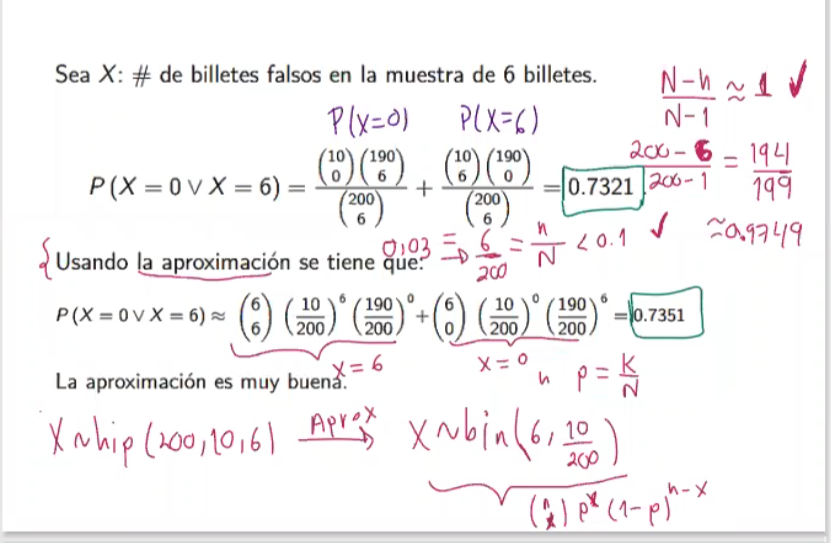 Sea X: # de billetes falsos en la muestra de 6 billetes.
N-n/N-1 ≈ 1 ✓
P(X=0) P(X=6)
P(X = 0 ∨ X = 6) = (10 0)(190 6)/(200 6) + (10 6)(190 0)/(200 6) = 0.7321
200-6/200-1 = 194/199
≈0.9749
0,03 = 6/200 = n/N < 0.1 ✓
Usando la aproximación se tiene que:
P(X = 0 ∨ X = 6) ≈ (6 6)(10/200)^6(190/200)^0 + (6 0)(10/200)^0(190/200)^6 = 0.7351
x=6 x=0
La aproximación es muy buena.
n p = K/N
X~hip(200,10,6) Aprox → X~bin(6, 10/200)
(n x) p^x (1-p)^n-x